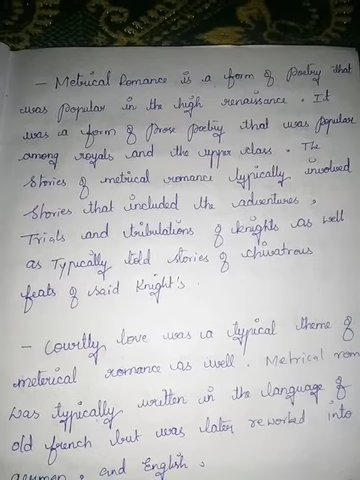 - Metrical Romance is a form of poetry that
was popular in the high renaissance. It
was a form of prose poetry that was popular
among royals and the upper class. The
stories of metrical romance typically involved
stories that included the adventures,
Trials and tribulations of knights as well
as Typically told stories of chivatrous
feats of said Knight's.
- Courtly love was a typical theme of
meterical romance as well. Metrical rom
was typically written in the language of
old french but was later reworked into
german, and English.